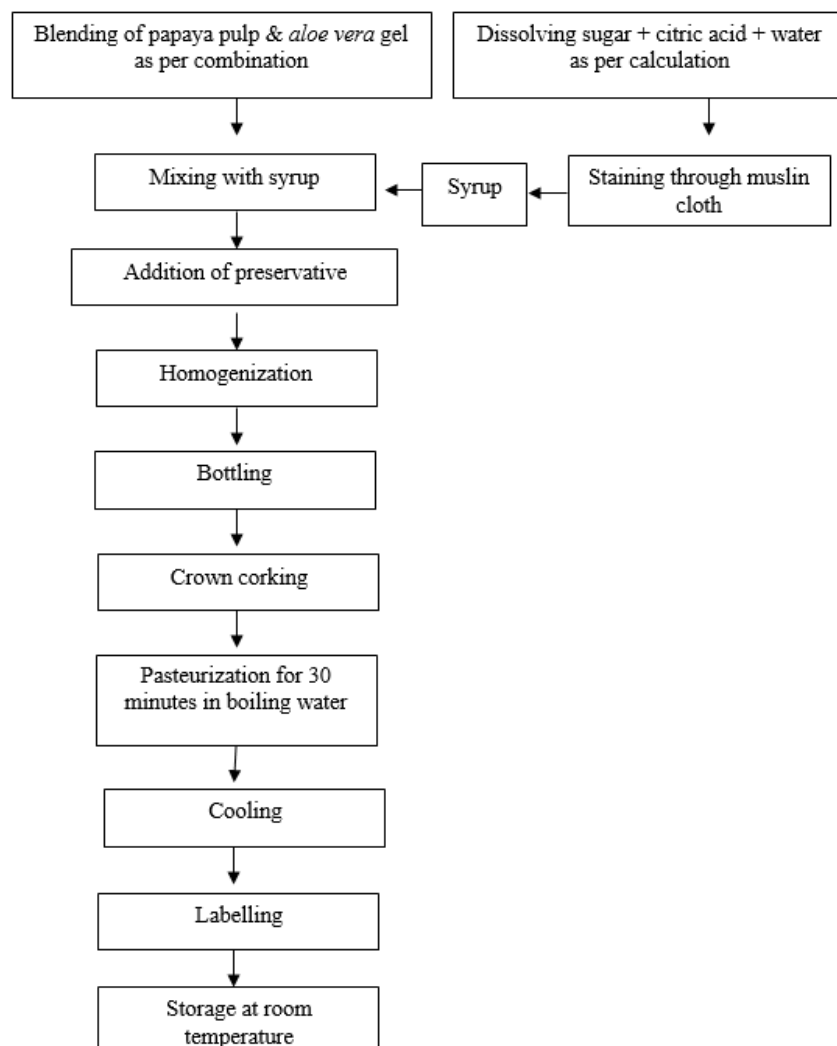 Blending of papaya pulp & aloe vera gel
as per combination
Dissolving sugar + citric acid + water
as per calculation
Mixing with syrup
Syrup
Staining through muslin
cloth
Addition of preservative
Homogenization
Bottling
Crown corking
Pasteurization for 30
minutes in boiling water
Cooling
Labelling
Storage at room
temperature